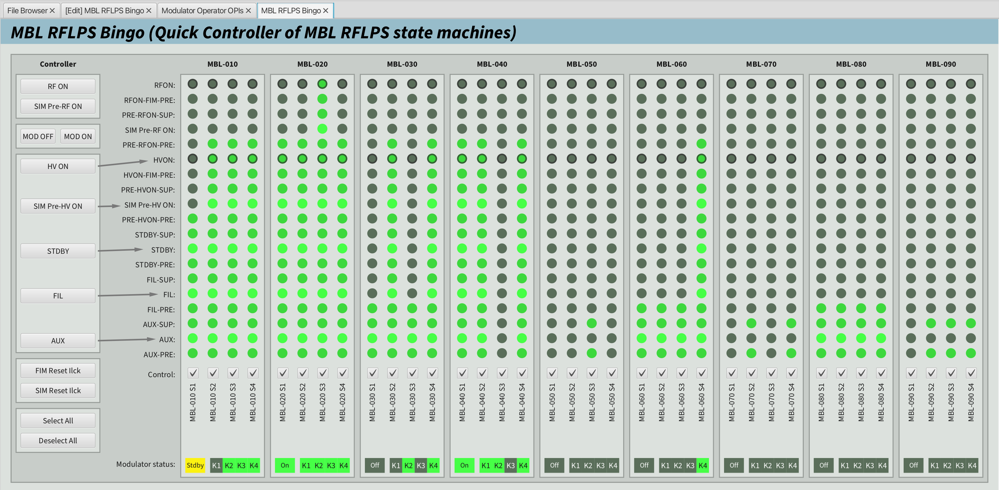 File Browser
[Edit] MBL RFLPS Bingo
Modulator Operator OPIs
MBL RFLPS Bingo
MBL RFLPS Bingo (Quick Controller of MBL RFLPS state machines)
Controller
MBL-010
MBL-020
MBL-030
MBL-040
MBL-050
MBL-060
MBL-070
MBL-080
MBL-090
RF ON
SIM Pre-RF ON
MOD OFF
MOD ON
HV ON
SIM Pre-HV ON
STDBY
FIL
AUX
FIM Reset Ilck
SIM Reset Ilck
Select All
Deselect All
RFON:
RFON-FIM-PRE:
PRE-RFON-SUP:
SIM Pre-RF ON:
PRE-RFON-PRE:
HVON:
HVON-FIM-PRE:
PRE-HVON-SUP:
SIM Pre-HV ON:
PRE-HVON-PRE:
STDBY-SUP:
STDBY:
STDBY-PRE:
FIL-SUP:
FIL:
FIL-PRE:
AUX-SUP:
AUX:
AUX-PRE:
Control:
MBL-010 S1
MBL-010 S2
MBL-010 S3
MBL-010 S4
MBL-020 S1
MBL-020 S2
MBL-020 S3
MBL-020 S4
MBL-030 S1
MBL-030 S2
MBL-030 S3
MBL-030 S4
MBL-040 S1
MBL-040 S2
MBL-040 S3
MBL-040 S4
MBL-050 S1
MBL-050 S2
MBL-050 S3
MBL-050 S4
MBL-060 S1
MBL-060 S2
MBL-060 S3
MBL-060 S4
MBL-070 S1
MBL-070 S2
MBL-070 S3
MBL-070 S4
MBL-080 S1
MBL-080 S2
MBL-080 S3
MBL-080 S4
MBL-090 S1
MBL-090 S2
MBL-090 S3
MBL-090 S4
Modulator status:
Stdby K1 K2 K3 K4
On K1 K2 K3 K4
Off K1 K2 K3 K4
On K1 K2 K3 K4
Off K1 K2 K3 K4
Off K1 K2 K3 K4
Off K1 K2 K3 K4
Off K1 K2 K3 K4
Off K1 K2 K3 K4